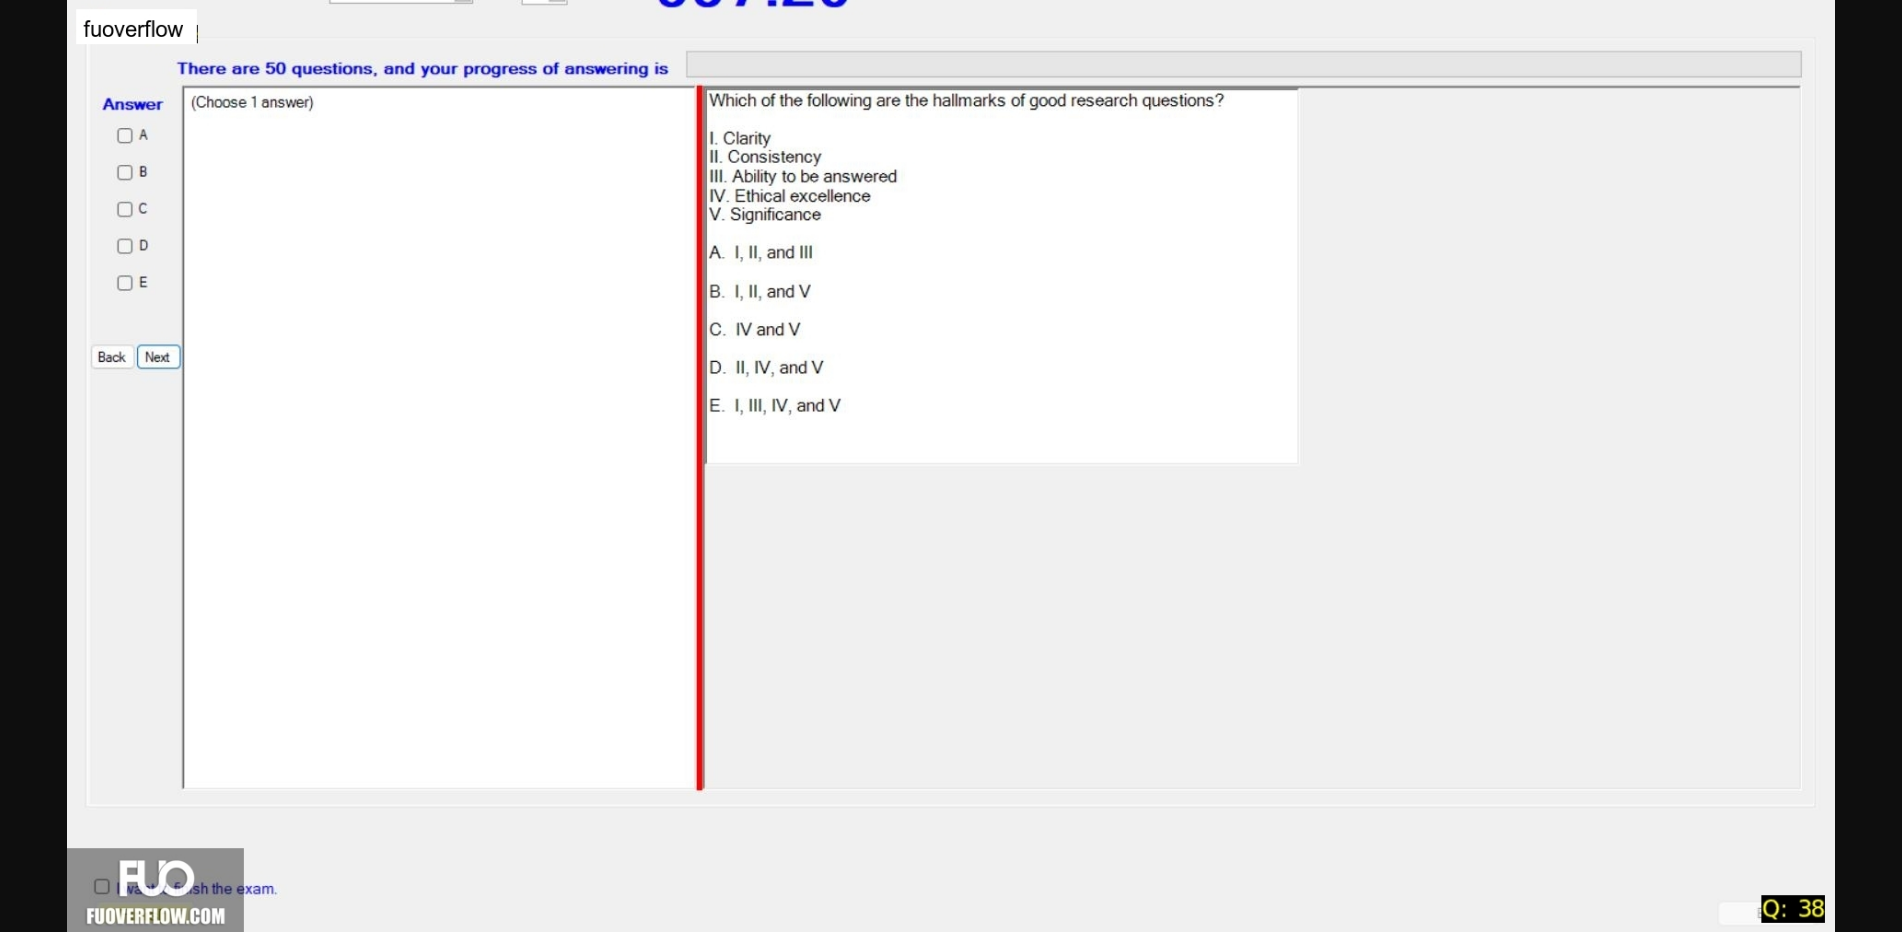 fuoverflow
There are 50 questions, and your progress of answering is
Answer
(Choose 1 answer)
A
B
C
D
E
Back
Next
Which of the following are the hallmarks of good research questions?
I. Clarity
II. Consistency
III. Ability to be answered
IV. Ethical excellence
V. Significance
A. I, II, and III
B. I, II, and V
C. IV and V
D. II, IV, and V
E. I, III, IV, and V
FUO
sh the exam.
FUOVERFLOW.COM
Q: 38